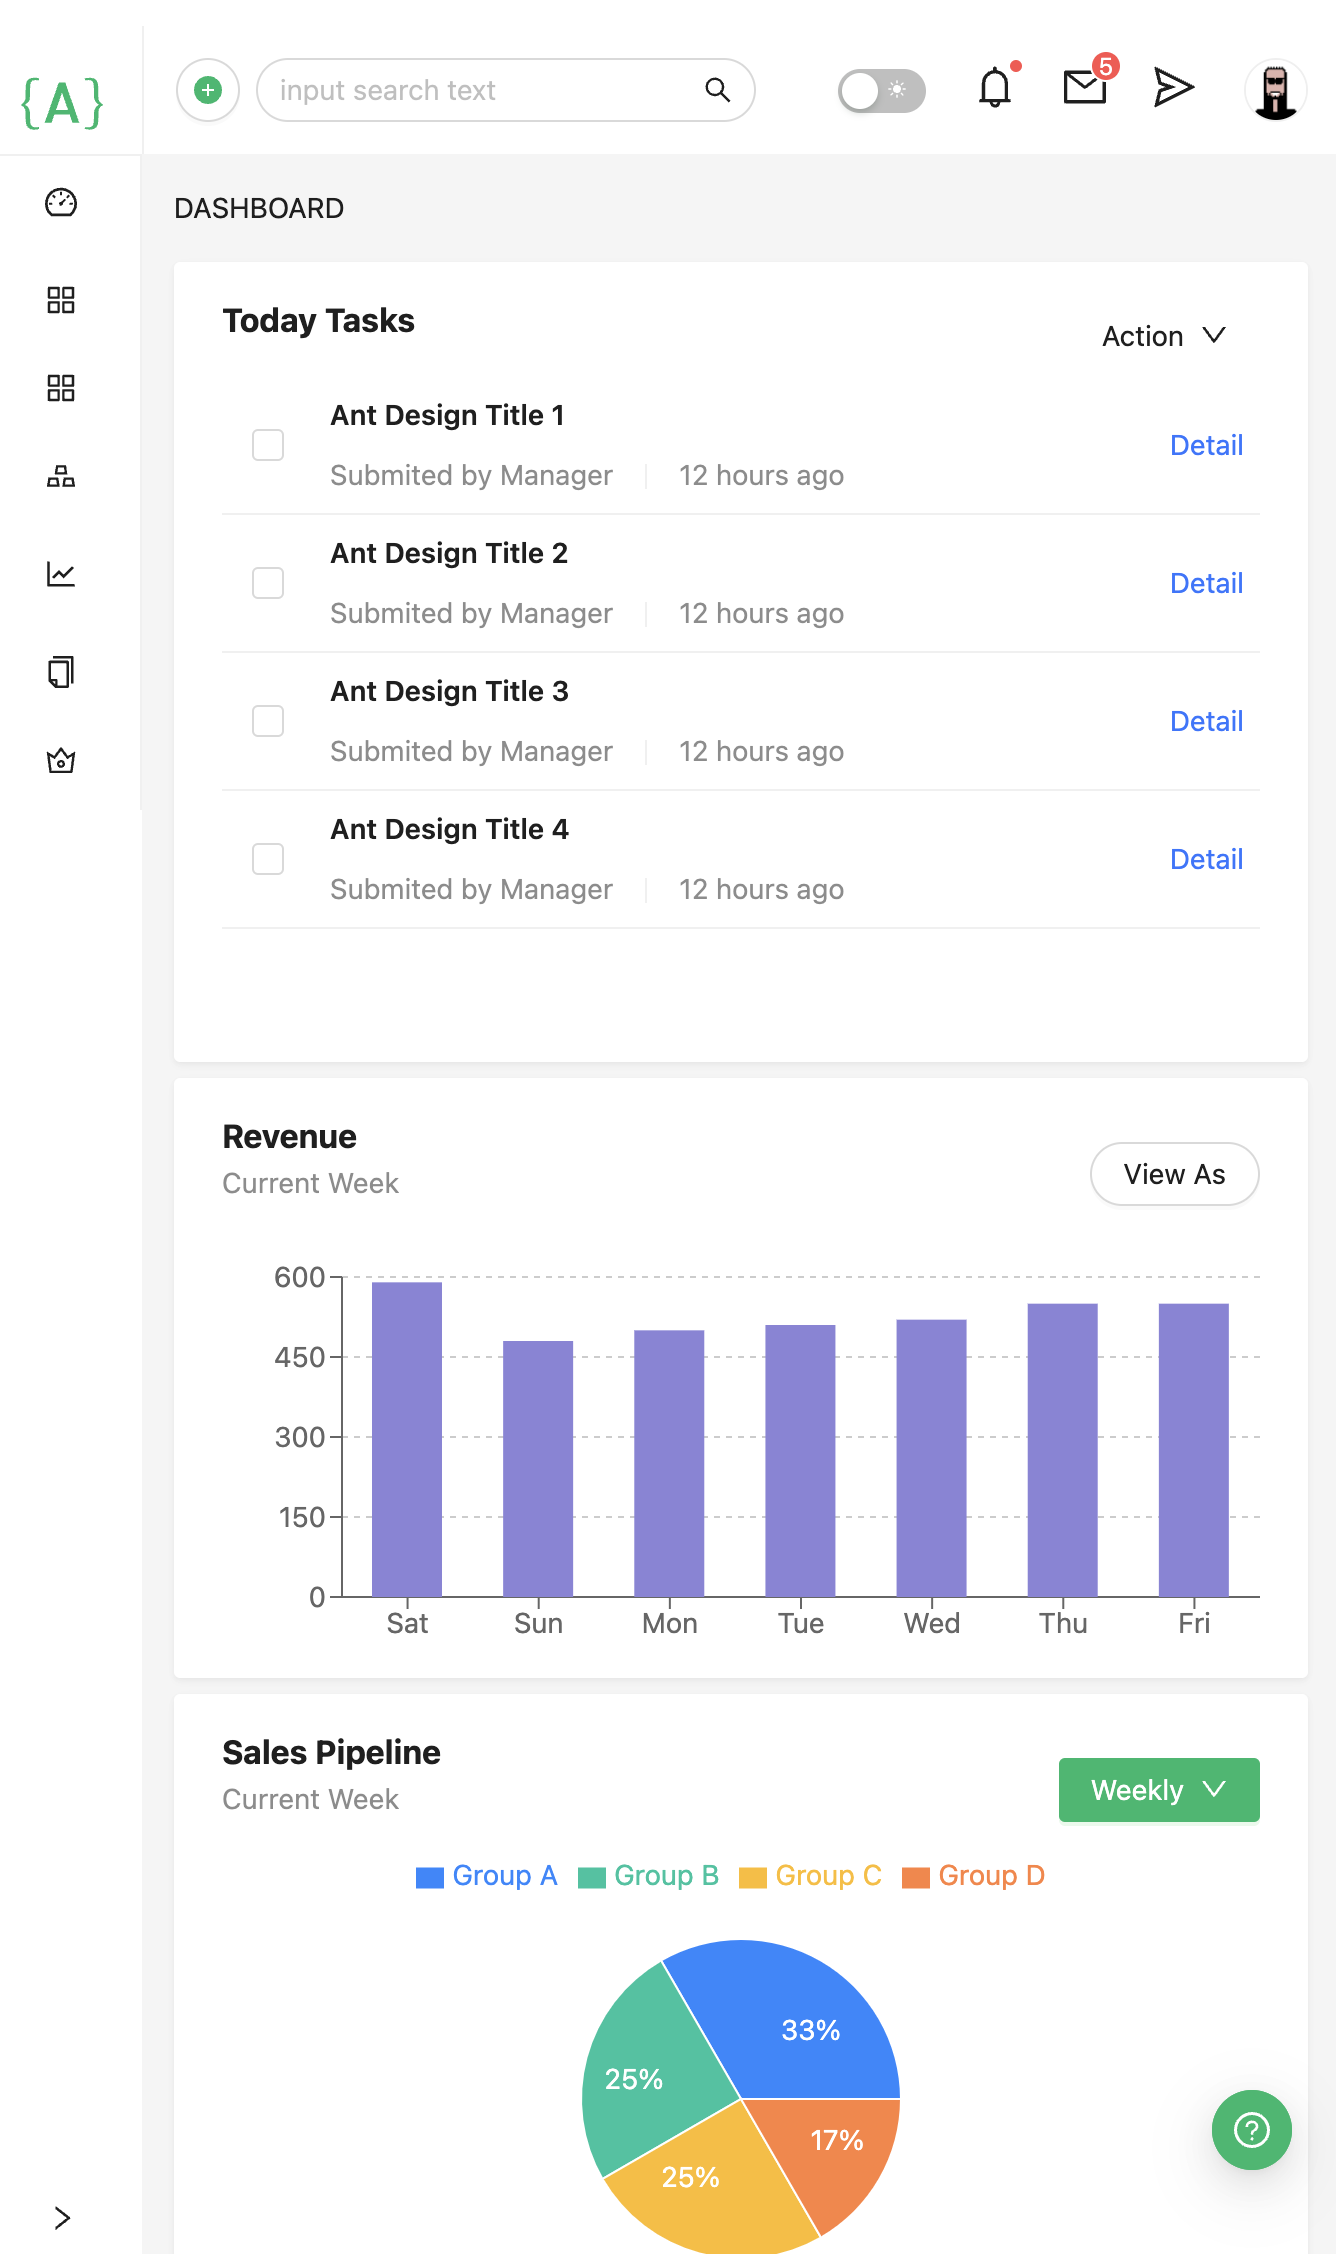 {A}
input search text
5
DASHBOARD
Today Tasks
Action
Ant Design Title 1
Submited by Manager
12 hours ago
Detail
Ant Design Title 2
Submited by Manager
12 hours ago
Detail
Ant Design Title 3
Submited by Manager
12 hours ago
Detail
Ant Design Title 4
Submited by Manager
12 hours ago
Detail
Revenue
Current Week
View As
600
450
300
150
0
Sat Sun Mon Tue Wed Thu Fri
Sales Pipeline
Current Week
Weekly
Group A Group B Group C Group D
33%
25%
17%
25%
?